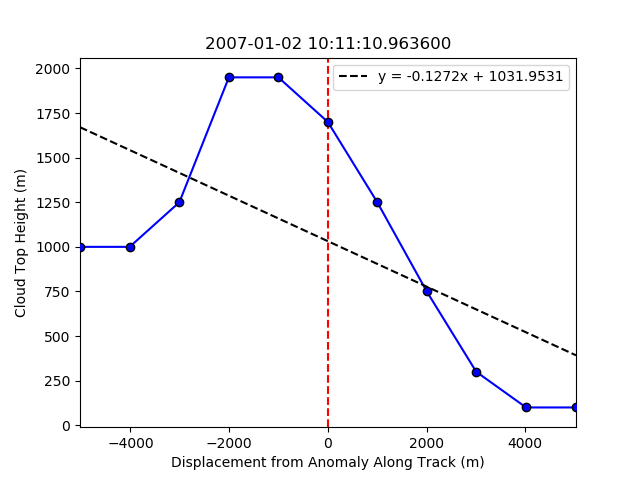 2007-01-02 10:11:10.963600
y = -0.1272x + 1031.9531
2000
1750
1500
1250
1000
750
500
250
0
Cloud Top Height (m)
−4000 −2000 0 2000 4000
Displacement from Anomaly Along Track (m)